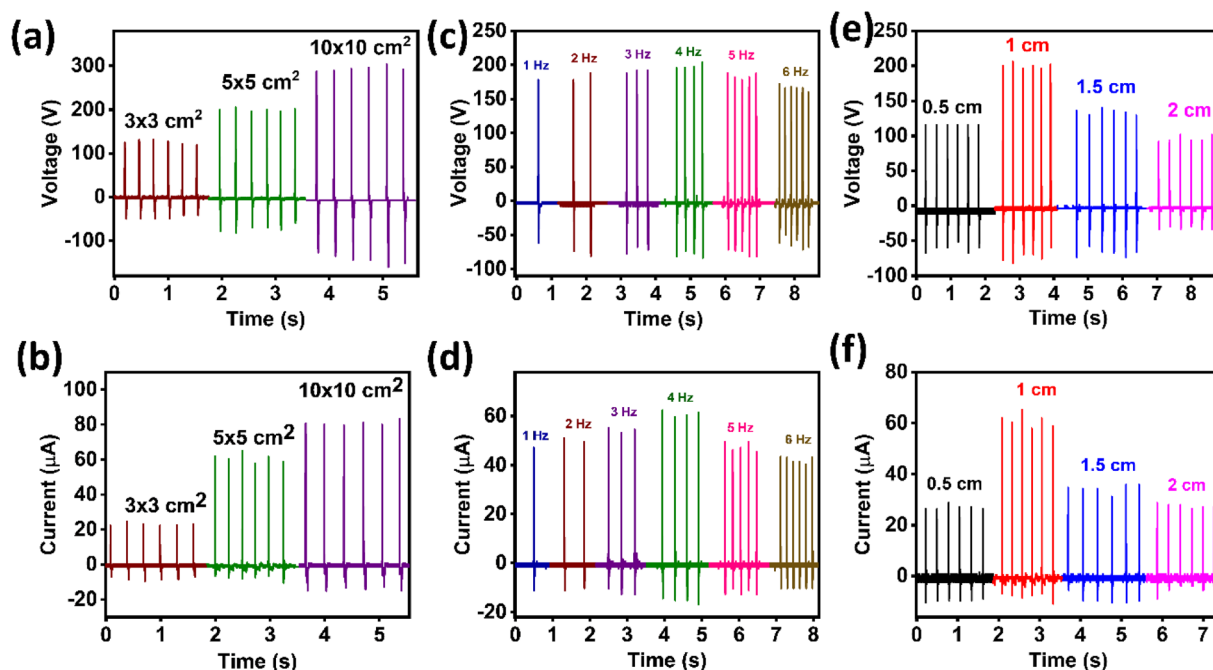 (a)
10x10 cm2
5x5 cm2
3x3 cm2
Voltage (V)
300
200
100
0
-100
0 1 2 3 4 5
Time (s)
(c)
1 Hz
2 Hz
3 Hz
4 Hz
5 Hz
6 Hz
Voltage (V)
250
200
150
100
50
0
-50
-100
0 1 2 3 4 5 6 7 8
Time (s)
(e)
0.5 cm
1 cm
1.5 cm
2 cm
Voltage (V)
250
200
150
100
50
0
-50
-100
0 1 2 3 4 5 6 7 8
Time (s)
(b)
10x10 cm2
5x5 cm2
3x3 cm2
Current (μA)
100
80
60
40
20
0
-20
0 1 2 3 4 5
Time (s)
(d)
1 Hz
2 Hz
3 Hz
4 Hz
5 Hz
6 Hz
Current (μA)
60
40
20
0
-20
0 1 2 3 4 5 6 7 8
Time (s)
(f)
0.5 cm
1 cm
1.5 cm
2 cm
Current (μA)
80
60
40
20
0
-20
0 1 2 3 4 5 6 7
Time (s)